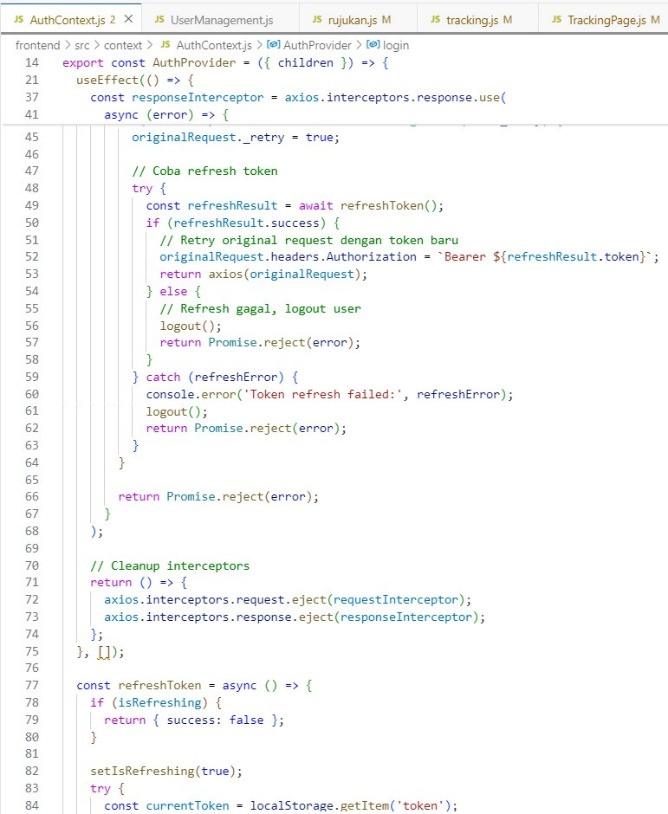 JS AuthContext.js 2 × JS UserManagement.js JS rujukan.js M JS tracking.js M JS TrackingPage.js M
frontend > src > context > JS AuthContext.js > AuthProvider > login
14 export const AuthProvider = ({ children }) => {
21 useEffect(() => {
37 const responseInterceptor = axios.interceptors.response.use(
41 async (error) => {
45 originalRequest._retry = true;
46
47 // Coba refresh token
48 try {
49 const refreshResult = await refreshToken();
50 if (refreshResult.success) {
51 // Retry original request dengan token baru
52 originalRequest.headers.Authorization = `Bearer ${refreshResult.token}`;
53 return axios(originalRequest);
54 } else {
55 // Refresh gagal, logout user
56 logout();
57 return Promise.reject(error);
58 }
59 } catch (refreshError) {
60 console.error('Token refresh failed:', refreshError);
61 logout();
62 return Promise.reject(error);
63 }
64 }
65
66 return Promise.reject(error);
67 }
68 );
69
70 // Cleanup interceptors
71 return () => {
72 axios.interceptors.request.eject(requestInterceptor);
73 axios.interceptors.response.eject(responseInterceptor);
74 };
75 }, []);
76
77 const refreshToken = async () => {
78 if (isRefreshing) {
79 return { success: false };
80 }
81
82 setIsRefreshing(true);
83 try {
84 const currentToken = localStorage.getItem('token');